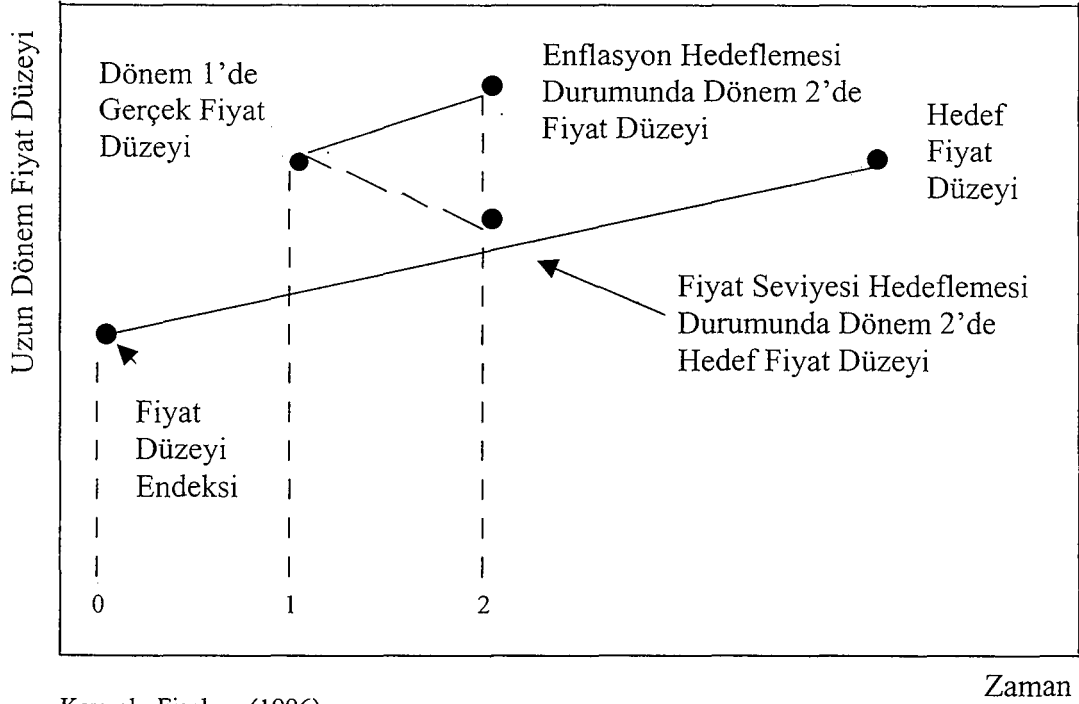 Uzun Dönem Fiyat Düzeyi
Dönem 1’de
Gerçek Fiyat
Düzeyi
Enflasyon Hedeflemesi
Durumunda Dönem 2’de
Fiyat Düzeyi
Hedef
Fiyat
Düzeyi
Fiyat Seviyesi Hedeflemesi
Durumunda Dönem 2’de
Hedef Fiyat Düzeyi
Fiyat
Düzeyi
Endeksi
0
1
2
Zaman
(1996)